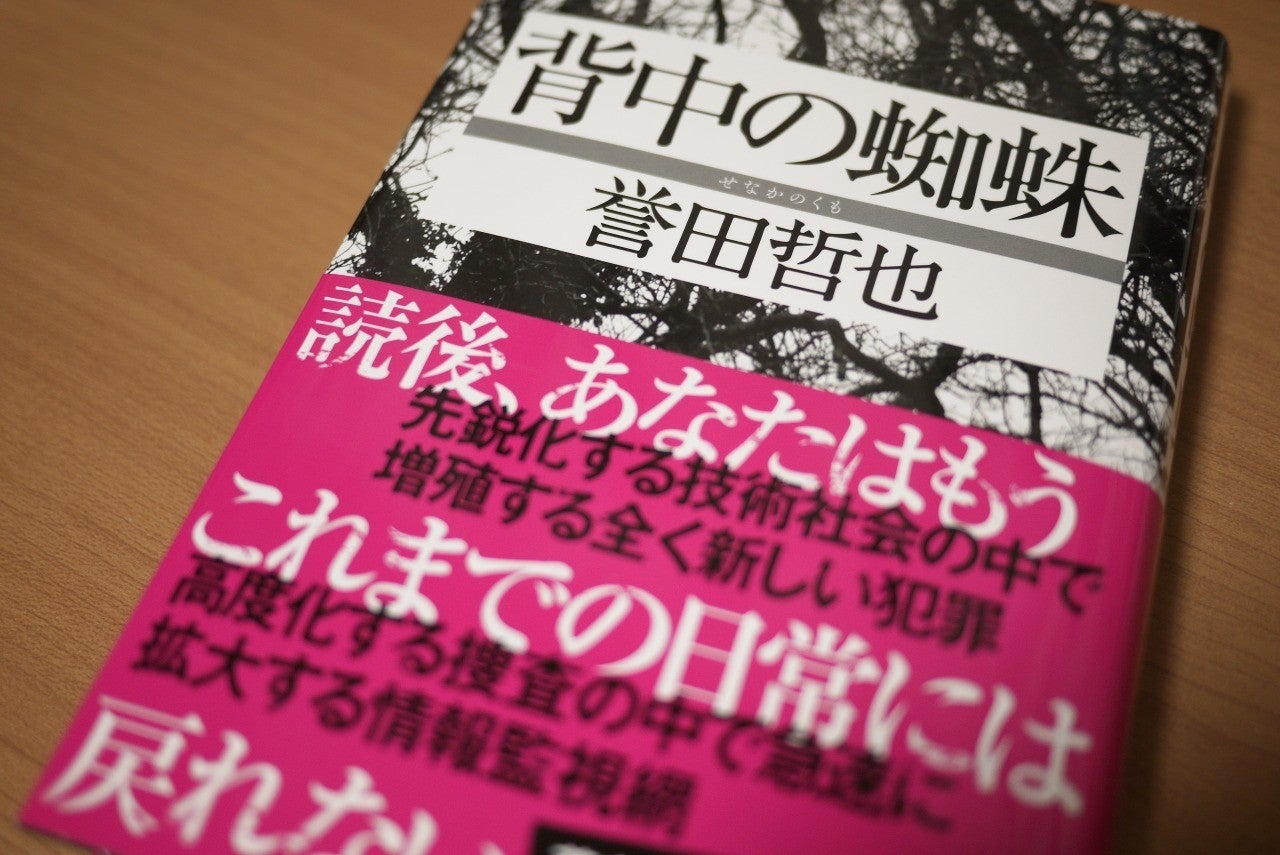 背中の蜘蛛
せなかのくも
誉田哲也
読後、あなたはもう
先鋭化する技術社会の中で
増殖する全く新しい犯罪
これまでの日常には
高度化する捜査の中で急速に
拡大する情報監視網
戻れない